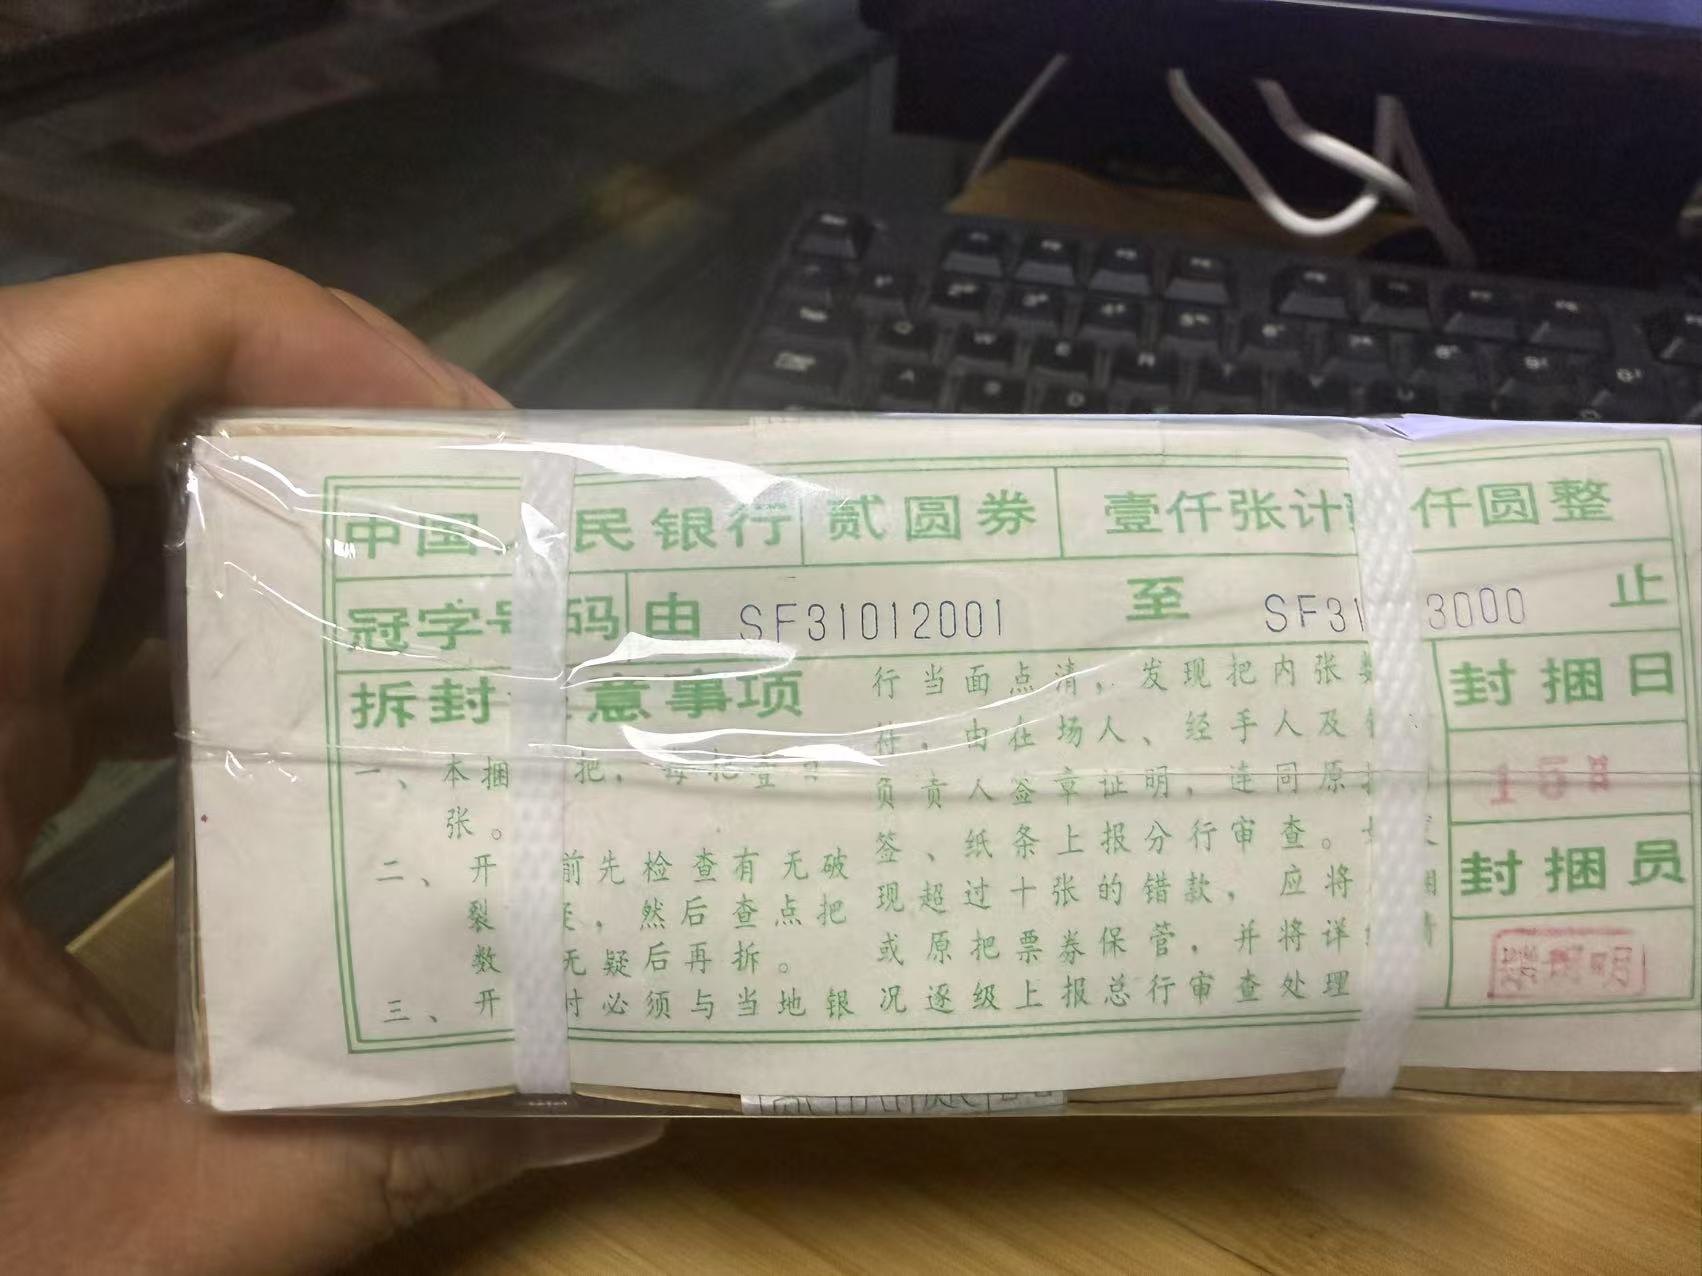 中国 民银行 贰圆券 壹仟张计 仟圆整
冠字 码 由 SF31012001 至 SF31 3000 止
拆封 意事项
一、本捆 把，每把壹
张。
二、开 前先检查有无破
裂 ，然后查点把
数 无疑后再拆。
三、开 时必须与当地银
行当面点清，发现把内张
件，由在场人、经手人及
负责人签章证明，连同原
签、纸条上报分行审查。
现超过十张的错款，应将
或原把票券保管，并将详
况逐级上报总行审查处理
封捆日
15日
封捆员